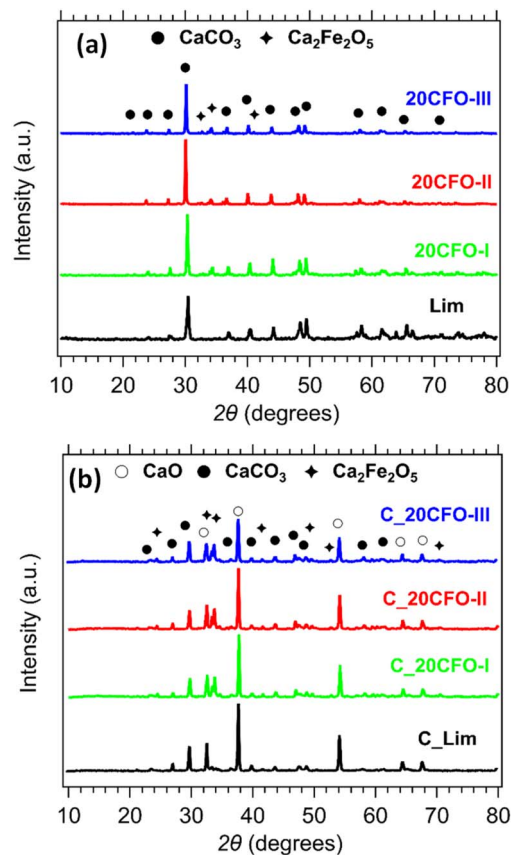 (a)
CaCO3 Ca2Fe2O5
20CFO-III
20CFO-II
20CFO-I
Lim
Intensity (a.u.)
10 20 30 40 50 60 70 80
2θ (degrees)
(b)
CaO CaCO3 Ca2Fe2O5
C_20CFO-III
C_20CFO-II
C_20CFO-I
C_Lim
Intensity (a.u.)
10 20 30 40 50 60 70 80
2θ (degrees)